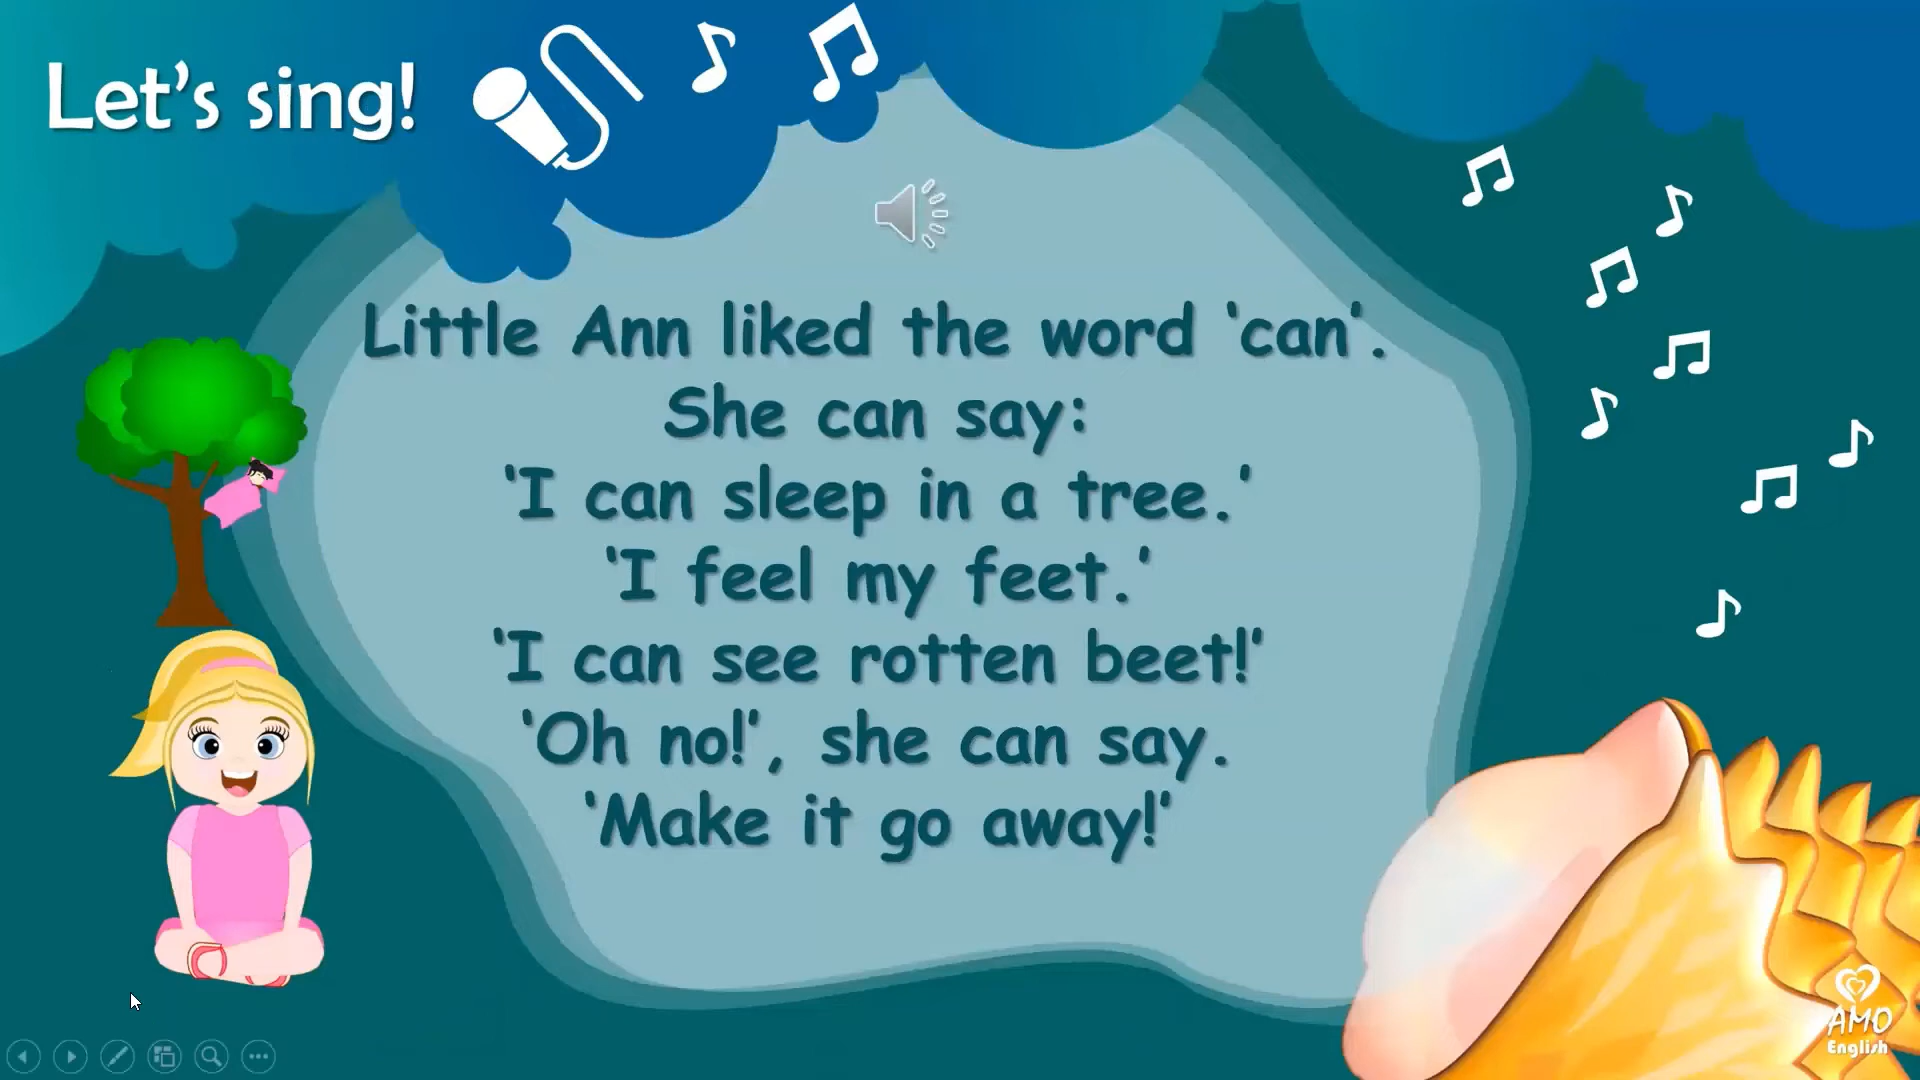 Let's sing!
Little Ann liked the word ‘can’.
She can say:
‘I can sleep in a tree.’
‘I feel my feet.’
‘I can see rotten beet!’
‘Oh no!’, she can say.
‘Make it go away!’
AMO
English